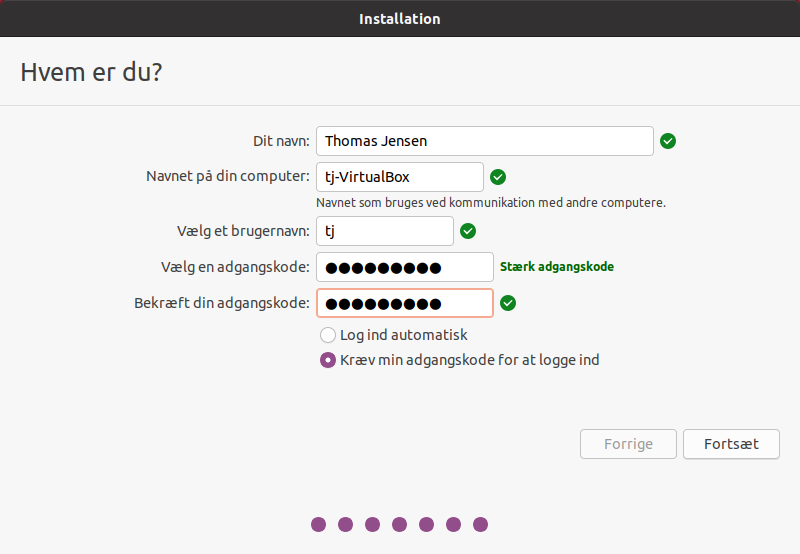 Installation
Hvem er du?
Dit navn: Thomas Jensen
Navnet på din computer: tj-VirtualBox
Navnet som bruges ved kommunikation med andre computere.
Vælg et brugernavn: tj
Vælg en adgangskode: ●●●●●●●●● Stærk adgangskode
Bekræft din adgangskode: ●●●●●●●●●
Log ind automatisk
Kræv min adgangskode for at logge ind
Forrige Fortsæt